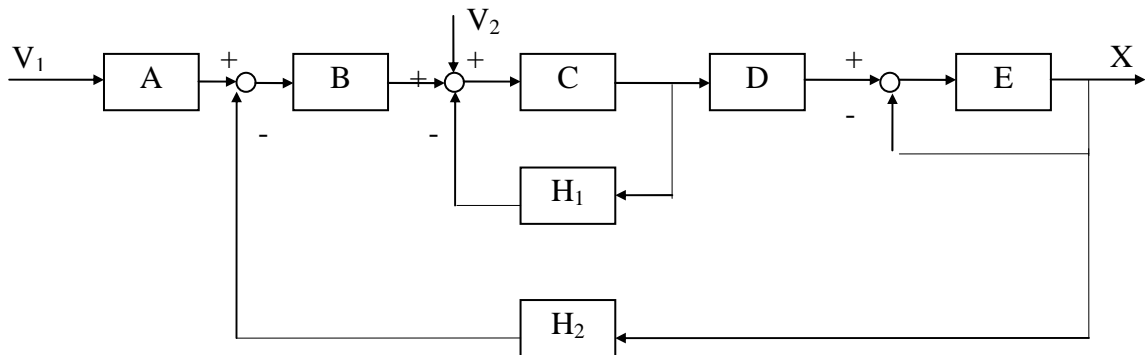 V₂
V₁ + + + X
A B + C D - E
- -
H₁
H₂